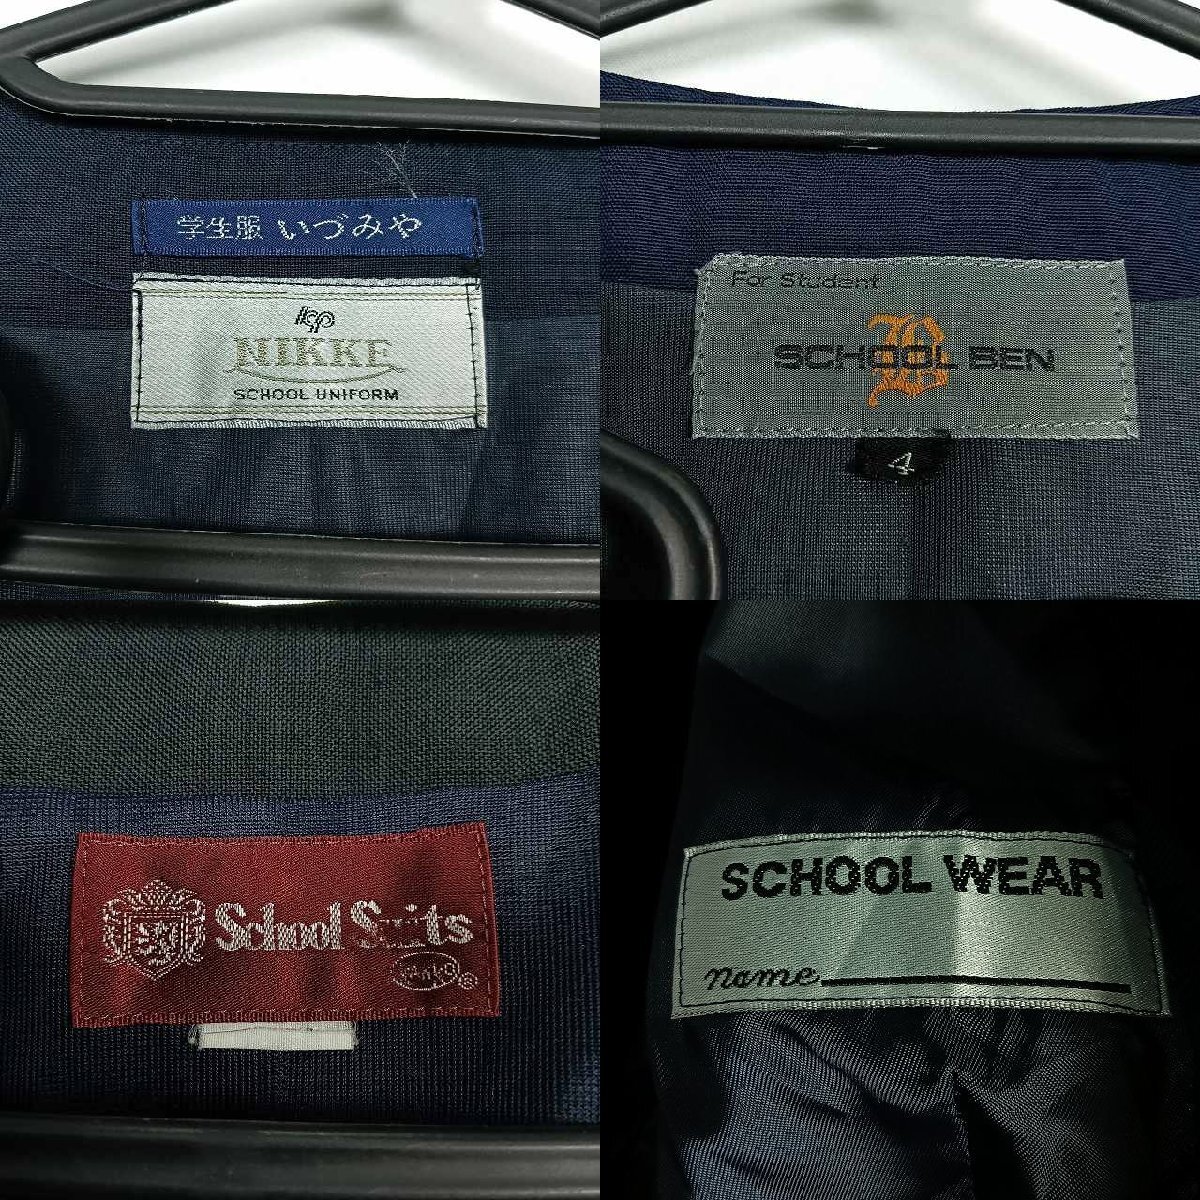 学生服 いづみや
NIKKE
SCHOOL UNIFORM
For Student
SCHOOL BEN
4
School Suits
SCHOOL WEAR
name